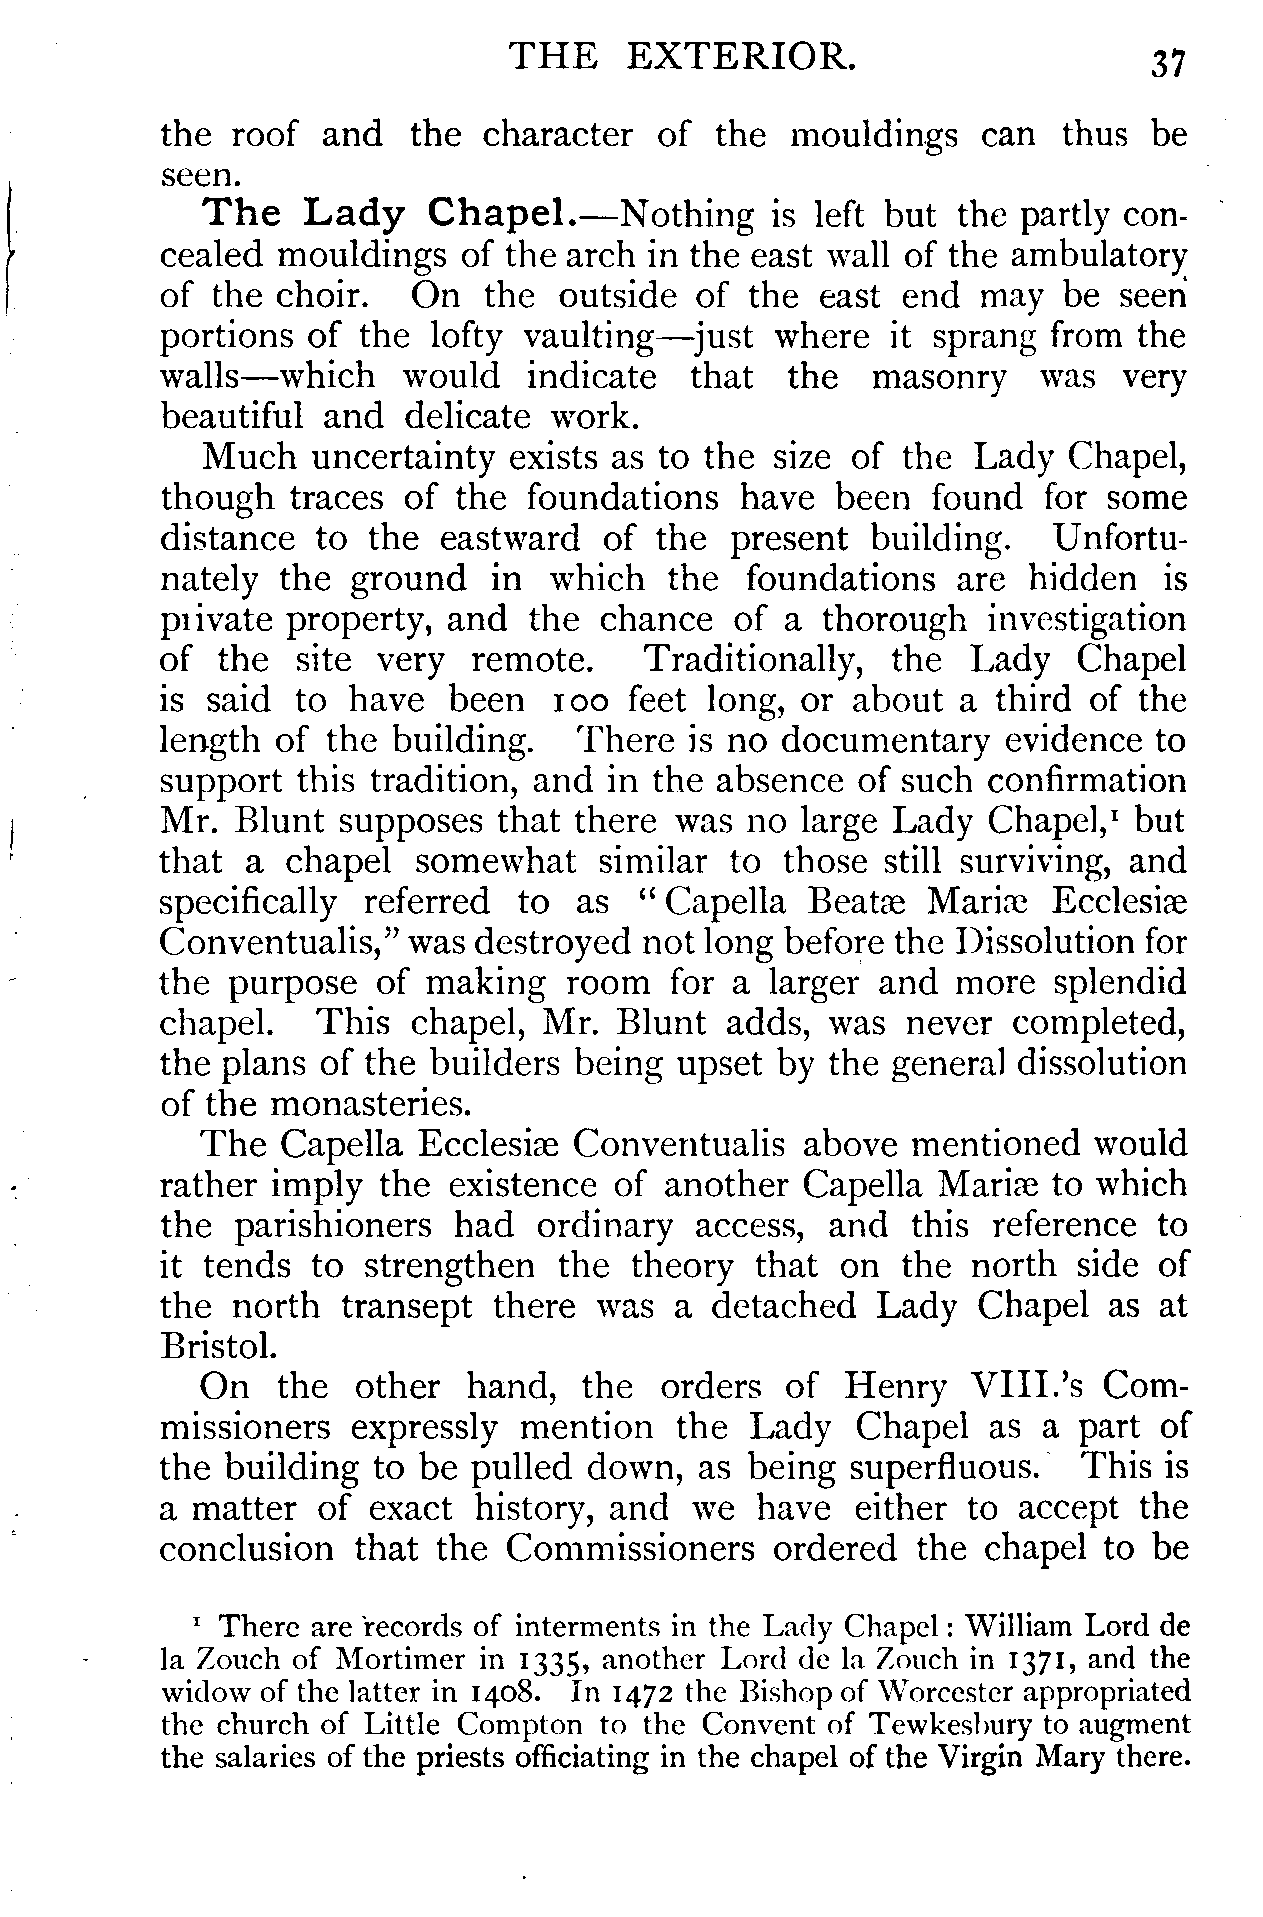 THE EXTERIOR. 37
the roof and the character of the mouldings can thus be
seen.
The Lady Chapel.—Nothing is left but the partly con-
cealed mouldings of the arch in the east wall of the ambulatory
of the choir. On the outside of the east end may be seen
portions of the lofty vaulting—just where it sprang from the
walls—which would indicate that the masonry was very
beautiful and delicate work.
Much uncertainty exists as to the size of the Lady Chapel,
though traces of the foundations have been found for some
distance to the eastward of the present building. Unfortu-
nately the ground in which the foundations are hidden is
private property, and the chance of a thorough investigation
of the site very remote. Traditionally, the Lady Chapel
is said to have been 100 feet long, or about a third of the
length of the building. There is no documentary evidence to
support this tradition, and in the absence of such confirmation
Mr. Blunt supposes that there was no large Lady Chapel,¹ but
that a chapel somewhat similar to those still surviving, and
specifically referred to as “Capella Beatæ Mariæ Ecclesiæ
Conventualis,” was destroyed not long before the Dissolution for
the purpose of making room for a larger and more splendid
chapel. This chapel, Mr. Blunt adds, was never completed,
the plans of the builders being upset by the general dissolution
of the monasteries.
The Capella Ecclesiæ Conventualis above mentioned would
rather imply the existence of another Capella Mariæ to which
the parishioners had ordinary access, and this reference to
it tends to strengthen the theory that on the north side of
the north transept there was a detached Lady Chapel as at
Bristol.
On the other hand, the orders of Henry VIII.’s Com-
missioners expressly mention the Lady Chapel as a part of
the building to be pulled down, as being superfluous. This is
a matter of exact history, and we have either to accept the
conclusion that the Commissioners ordered the chapel to be
¹ There are records of interments in the Lady Chapel: William Lord de
la Zouch of Mortimer in 1335, another Lord de la Zouch in 1371, and the
widow of the latter in 1408. In 1472 the Bishop of Worcester appropriated
the church of Little Compton to the Convent of Tewkesbury to augment
the salaries of the priests officiating in the chapel of the Virgin Mary there.